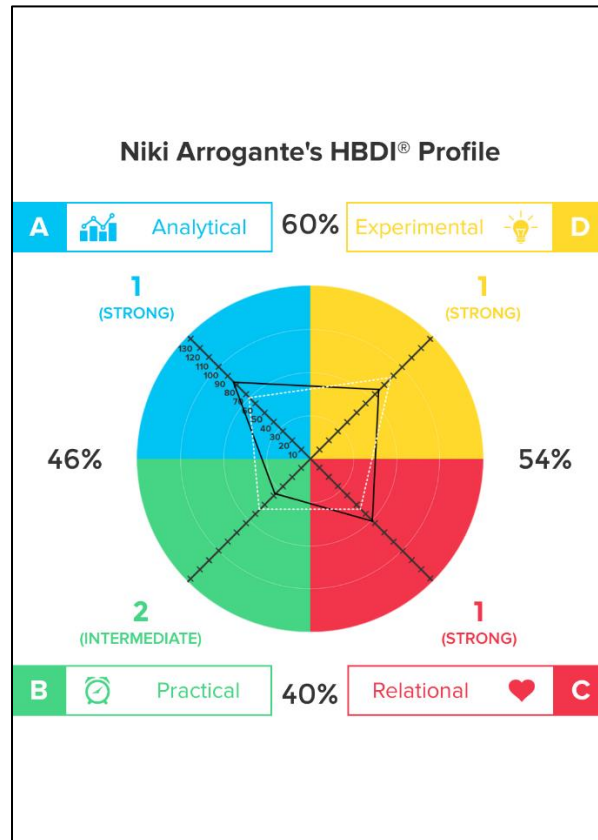 Niki Arrogante's HBDI® Profile
A Analytical 60% Experimental D
1
(STRONG)
1
(STRONG)
130
120
110
100
90
80
70
60
50
40
30
20
10
46%
54%
2
(INTERMEDIATE)
1
(STRONG)
B Practical 40% Relational C